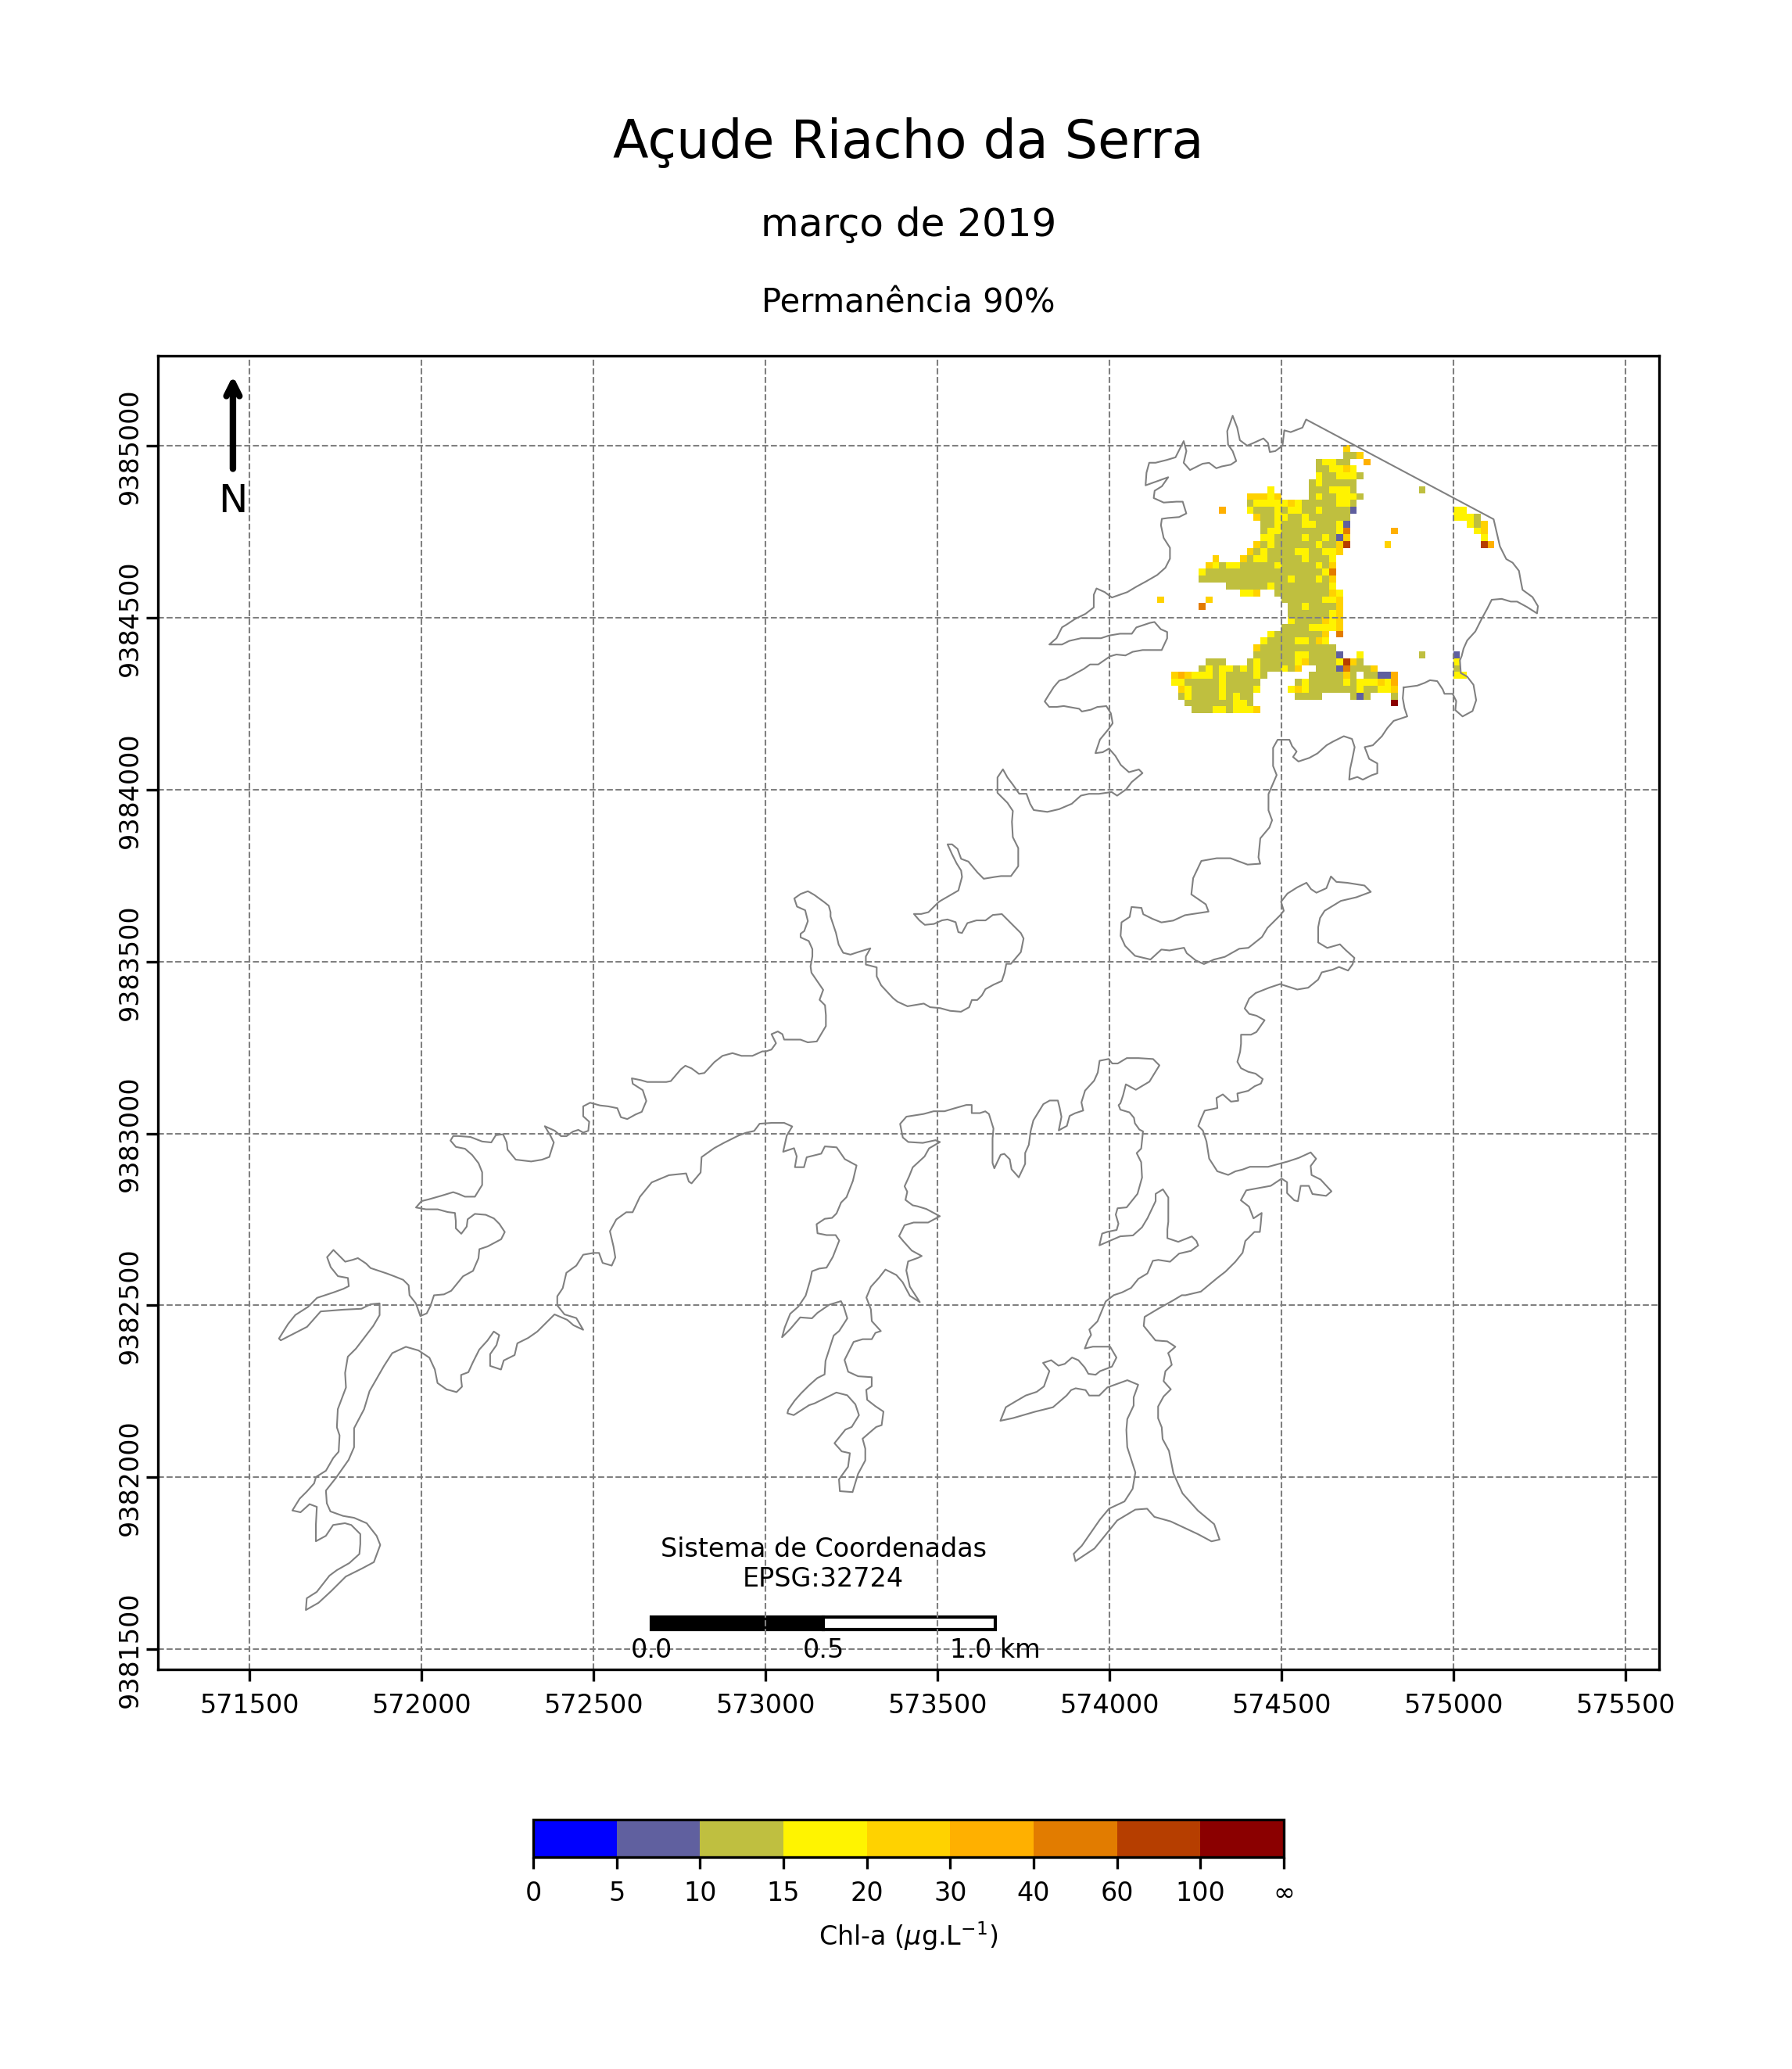 Açude Riacho da Serra
março de 2019
Permanência 90%
N
9385000
9384500
9384000
9383500
9383000
9382500
9382000
9381500
Sistema de Coordenadas
EPSG:32724
0.0 0.5 1.0 km
571500 572000 572500 573000 573500 574000 574500 575000 575500
0 5 10 15 20 30 40 60 100 ∞
Chl-a (μg.L⁻¹)